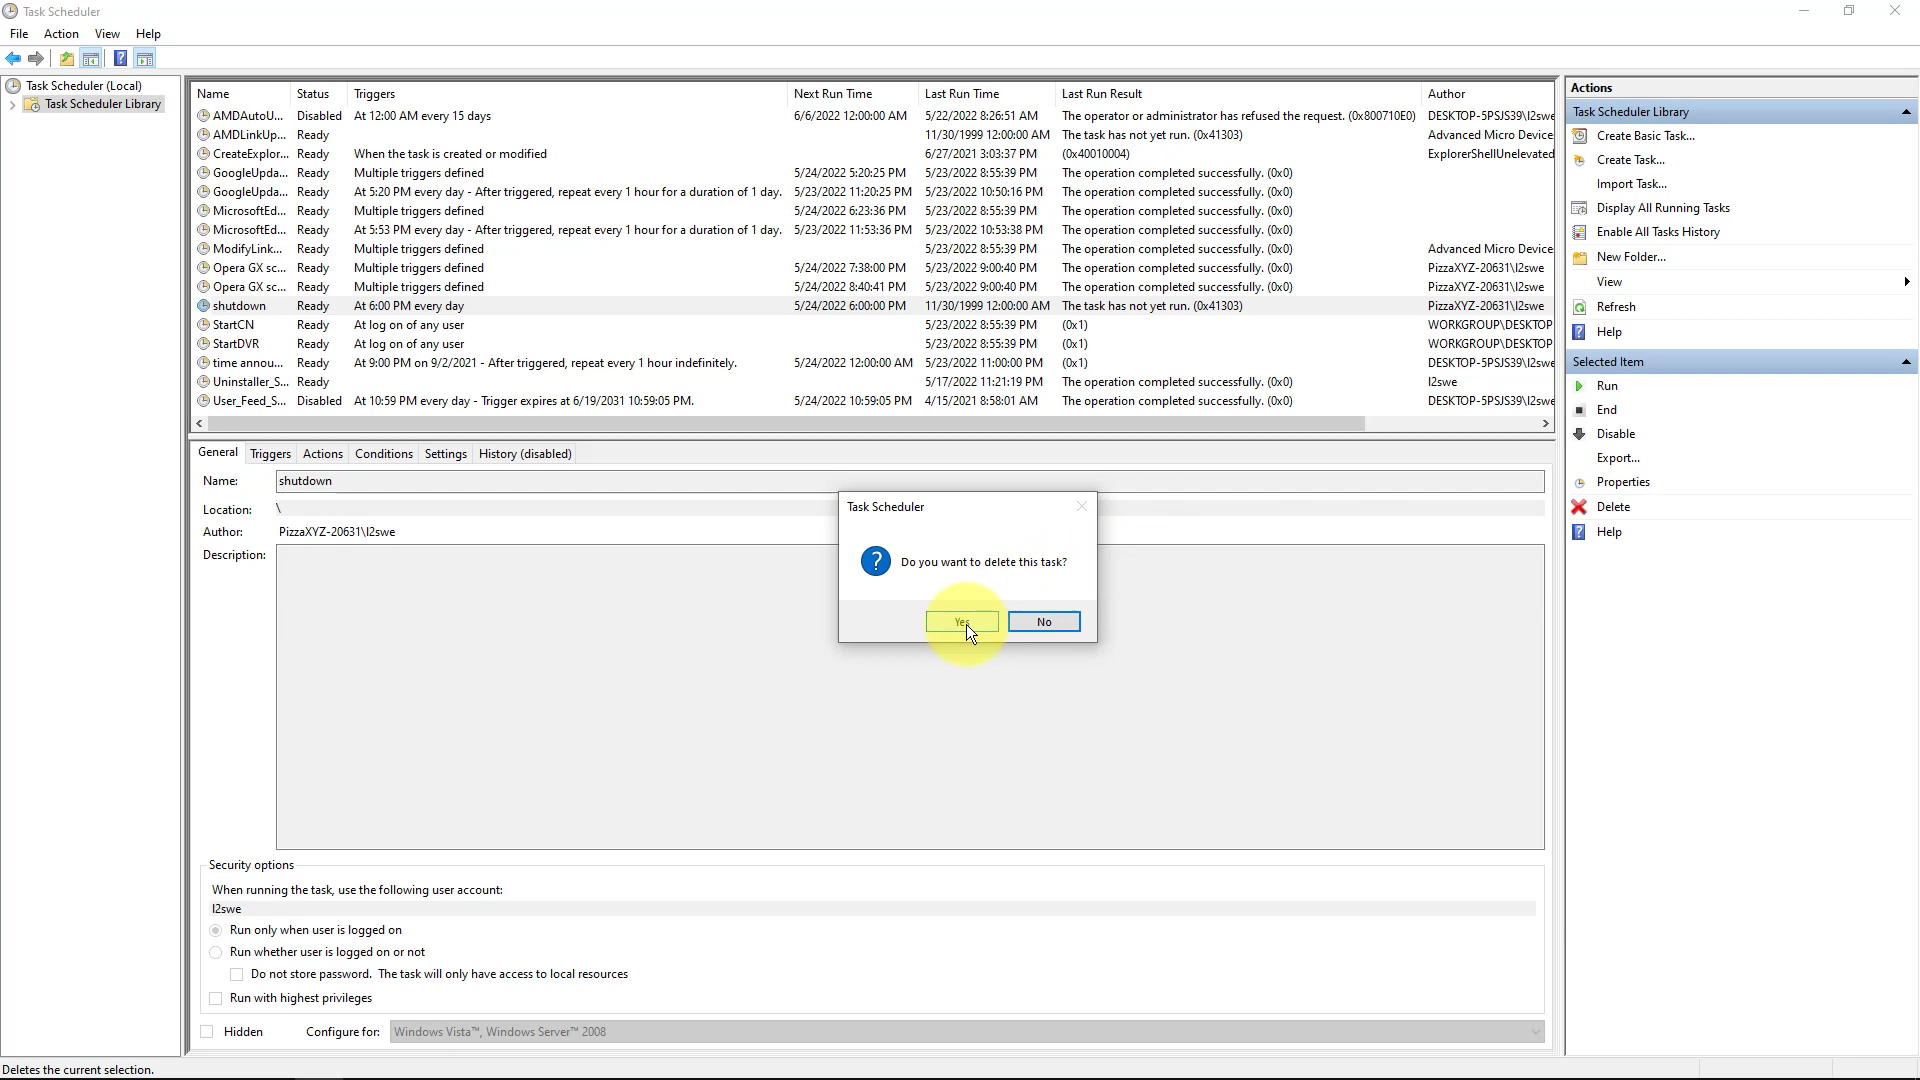 Task Scheduler
File Action View Help
Task Scheduler (Local)
Task Scheduler Library
Name Status Triggers Next Run Time Last Run Time Last Run Result Author
AMDAutoU... Disabled At 12:00 AM every 15 days 6/6/2022 12:00:00 AM 5/22/2022 8:26:51 AM The operator or administrator has refused the request. (0x800710E0) DESKTOP-5PSJS39\l2swe
AMDLinkUp... Ready 11/30/1999 12:00:00 AM The task has not yet run. (0x41303) Advanced Micro Device
CreateExplor... Ready When the task is created or modified 6/27/2021 3:03:37 PM (0x40010004) ExplorerShellUnelevated
GoogleUpda... Ready Multiple triggers defined 5/24/2022 5:20:25 PM 5/23/2022 8:55:39 PM The operation completed successfully. (0x0)
GoogleUpda... Ready At 5:20 PM every day - After triggered, repeat every 1 hour for a duration of 1 day. 5/23/2022 11:20:25 PM 5/23/2022 10:50:16 PM The operation completed successfully. (0x0)
MicrosoftEd... Ready Multiple triggers defined 5/24/2022 6:23:36 PM 5/23/2022 8:55:39 PM The operation completed successfully. (0x0)
MicrosoftEd... Ready At 5:53 PM every day - After triggered, repeat every 1 hour for a duration of 1 day. 5/23/2022 11:53:36 PM 5/23/2022 10:53:38 PM The operation completed successfully. (0x0)
ModifyLink... Ready Multiple triggers defined 5/23/2022 8:55:39 PM The operation completed successfully. (0x0) Advanced Micro Device
Opera GX sc... Ready Multiple triggers defined 5/24/2022 7:38:00 PM 5/23/2022 9:00:40 PM The operation completed successfully. (0x0) PizzaXYZ-20631\l2swe
Opera GX sc... Ready Multiple triggers defined 5/24/2022 8:40:41 PM 5/23/2022 9:00:40 PM The operation completed successfully. (0x0) PizzaXYZ-20631\l2swe
shutdown Ready At 6:00 PM every day 5/24/2022 6:00:00 PM 11/30/1999 12:00:00 AM The task has not yet run. (0x41303) PizzaXYZ-20631\l2swe
StartCN Ready At log on of any user 5/23/2022 8:55:39 PM (0x1) WORKGROUP\DESKTOP
StartDVR Ready At log on of any user 5/23/2022 8:55:39 PM (0x1) WORKGROUP\DESKTOP
time annou... Ready At 9:00 PM on 9/2/2021 - After triggered, repeat every 1 hour indefinitely. 5/24/2022 12:00:00 AM 5/23/2022 11:00:00 PM (0x1) DESKTOP-5PSJS39\l2swe
Uninstaller_S... Ready 5/17/2022 11:21:19 PM The operation completed successfully. (0x0) l2swe
User_Feed_S... Disabled At 10:59 PM every day - Trigger expires at 6/19/2031 10:59:05 PM. 5/24/2022 10:59:05 PM 4/15/2021 8:58:01 AM The operation completed successfully. (0x0) DESKTOP-5PSJS39\l2swe
General Triggers Actions Conditions Settings History (disabled)
Name: shutdown
Location: \
Author: PizzaXYZ-20631\l2swe
Description:
Task Scheduler
Do you want to delete this task?
Yes No
Security options
When running the task, use the following user account:
l2swe
Run only when user is logged on
Run whether user is logged on or not
Do not store password. The task will only have access to local resources
Run with highest privileges
Hidden Configure for: Windows Vista™, Windows Server™ 2008
Actions
Task Scheduler Library
Create Basic Task...
Create Task...
Import Task...
Display All Running Tasks
Enable All Tasks History
New Folder...
View
Refresh
Help
Selected Item
Run
End
Disable
Export...
Properties
Delete
Help
Deletes the current selection.